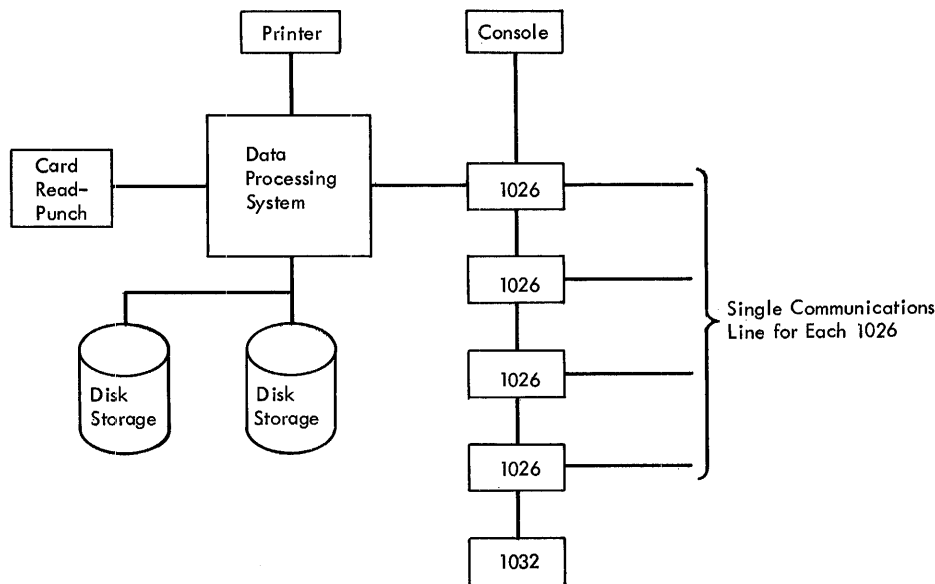 Printer
Console
Card
Read-
Punch
Data
Processing
System
1026
1026
1026
1026
1032
Disk
Storage
Disk
Storage
Single Communications
Line for Each 1026